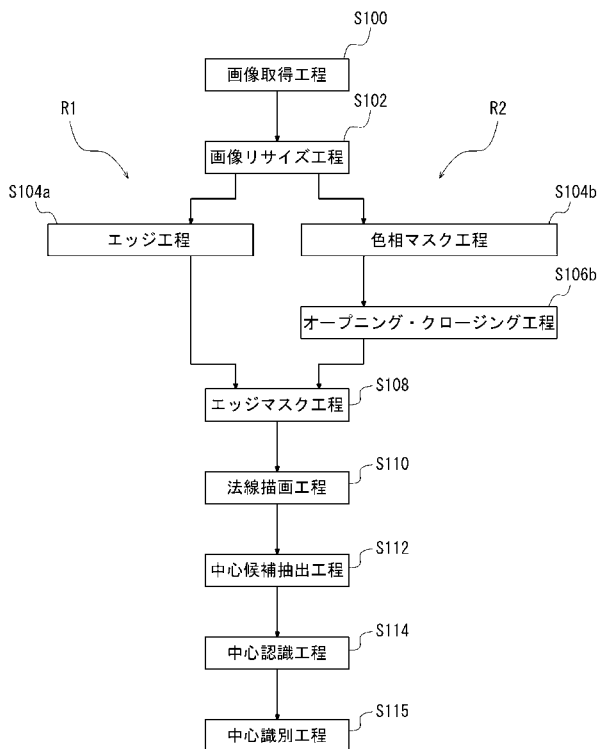 S100
画像取得工程
S102
画像リサイズ工程
R1
R2
S104a
エッジ工程
S104b
色相マスク工程
S106b
オープニング・クロージング工程
S108
エッジマスク工程
S110
法線描画工程
S112
中心候補抽出工程
S114
中心認識工程
S115
中心識別工程